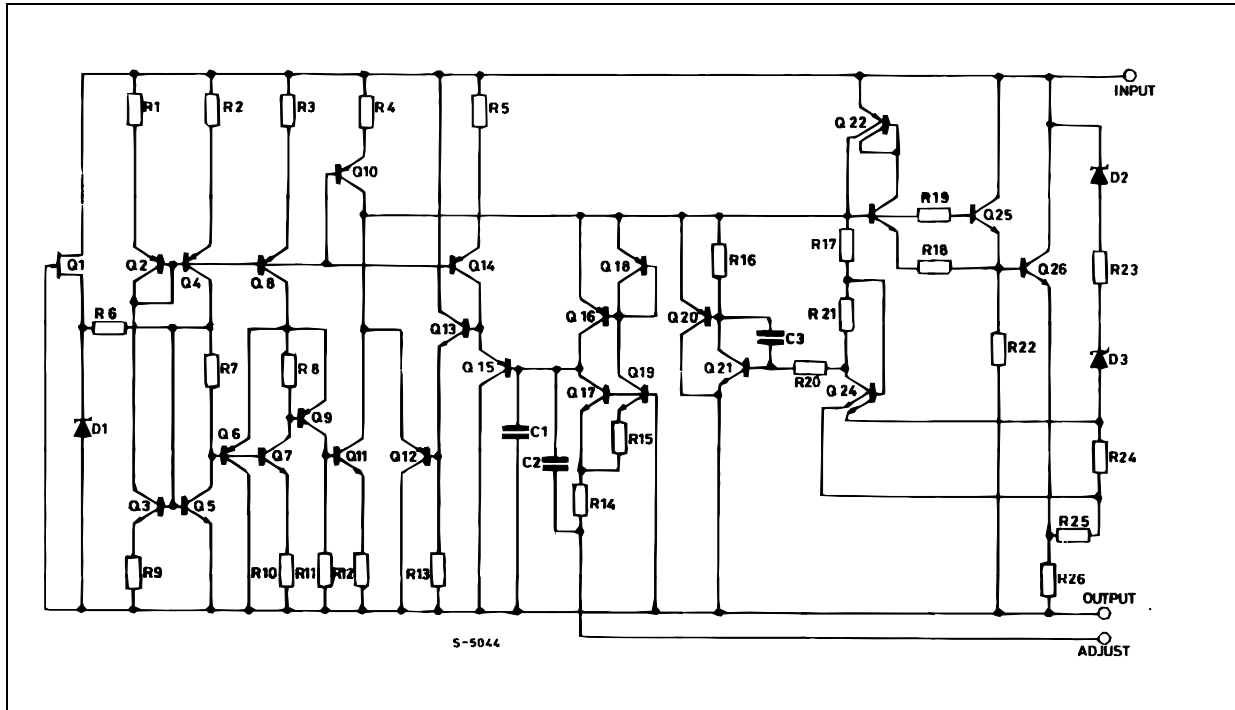 INPUT
R1 R2 R3 R4 R5
Q22
D2
Q10
R19 Q25
Q1 Q2 Q4 Q8 Q14 Q18 R16 R17 R18 Q26 R23
R6 Q13 Q16 Q20 C3 R21
R7 R8 Q15 Q19 Q21 R20 R22 D3
Q17 Q24
D1 Q6 Q9 C1 R15
Q7 Q11 Q12 C2 R24
Q3 Q5 R14
R25
R9 R10 R11 R12 R13 R26
OUTPUT
S-5044
ADJUST